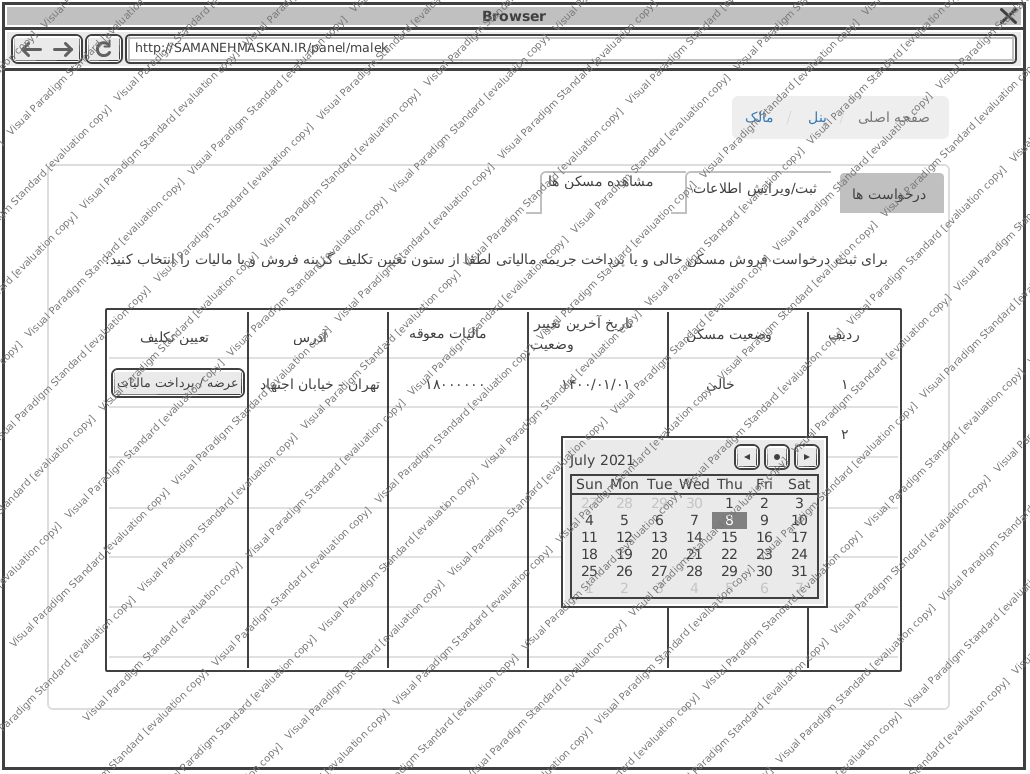 Browser
http://SAMANEHMASKAN.IR/panel/malek
صفحه اصلی / پنل / مالک
درخواست ها
ثبت/ویرایش اطلاعات
مشاهده مسکن ها
برای ثبت درخواست فروش مسکن خالی و یا پرداخت جریمه مالیاتی لطفا از ستون تعیین تکلیف گزینه فروش و یا مالیات را انتخاب کنید:
ردیف وضعیت مسکن تاریخ آخرین تغییر وضعیت مالیات معوقه آدرس تعیین تکلیف
۱ خالی ۱۴۰۰/۰۱/۰۱ تهران - خیابان اجتهاد عرضه / پرداخت مالیات
۲
July 2021
Sun Mon Tue Wed Thu Fri Sat
27 28 29 30 1 2 3
4 5 6 7 8 9 10
11 12 13 14 15 16 17
18 19 20 21 22 23 24
25 26 27 28 29 30 31
1 2 3 4 5 6 7
Visual Paradigm Standard [evaluation copy]